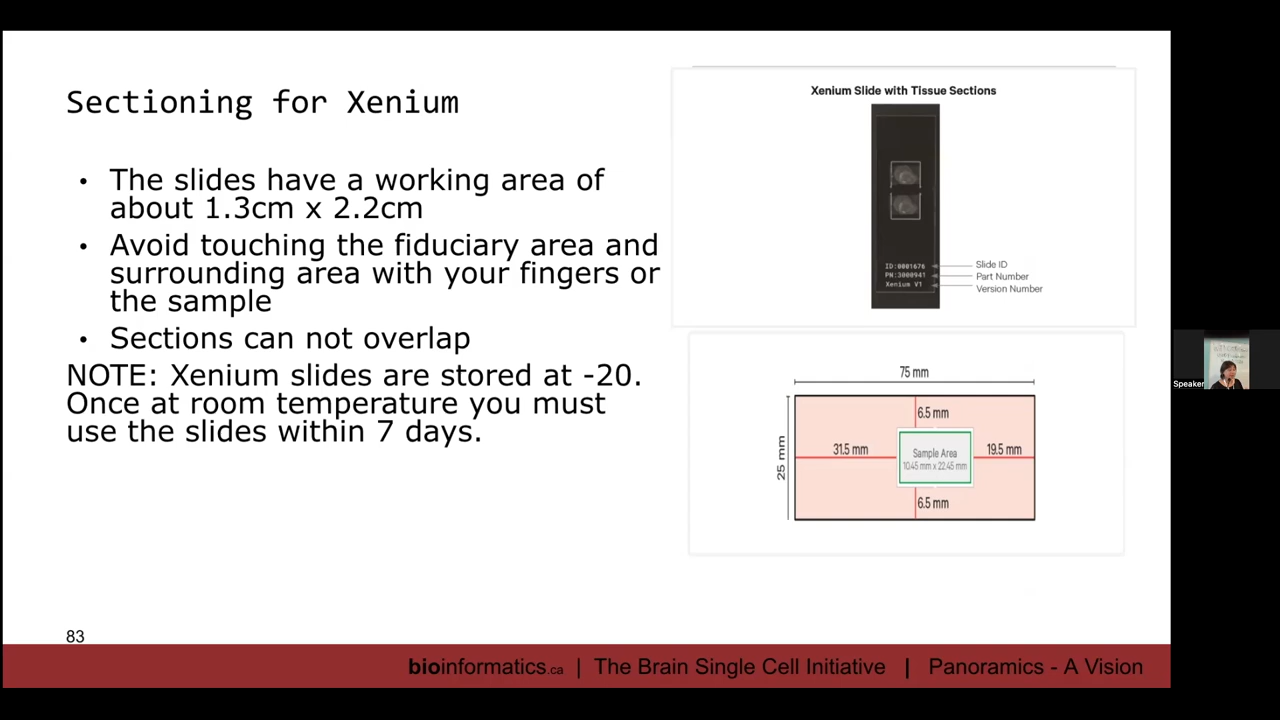 Sectioning for Xenium
• The slides have a working area of
about 1.3cm x 2.2cm
• Avoid touching the fiduciary area and
surrounding area with your fingers or
the sample
• Sections can not overlap
NOTE: Xenium slides are stored at -20.
Once at room temperature you must
use the slides within 7 days.
Xenium Slide with Tissue Sections
ID:0001676
PN:3000941
Xenium V1
Slide ID
Part Number
Version Number
75 mm
25 mm
6.5 mm
31.5 mm
Sample Area
10.45 mm x 22.45 mm
19.5 mm
6.5 mm
Speaker
83
bioinformatics.ca | The Brain Single Cell Initiative | Panoramics - A Vision